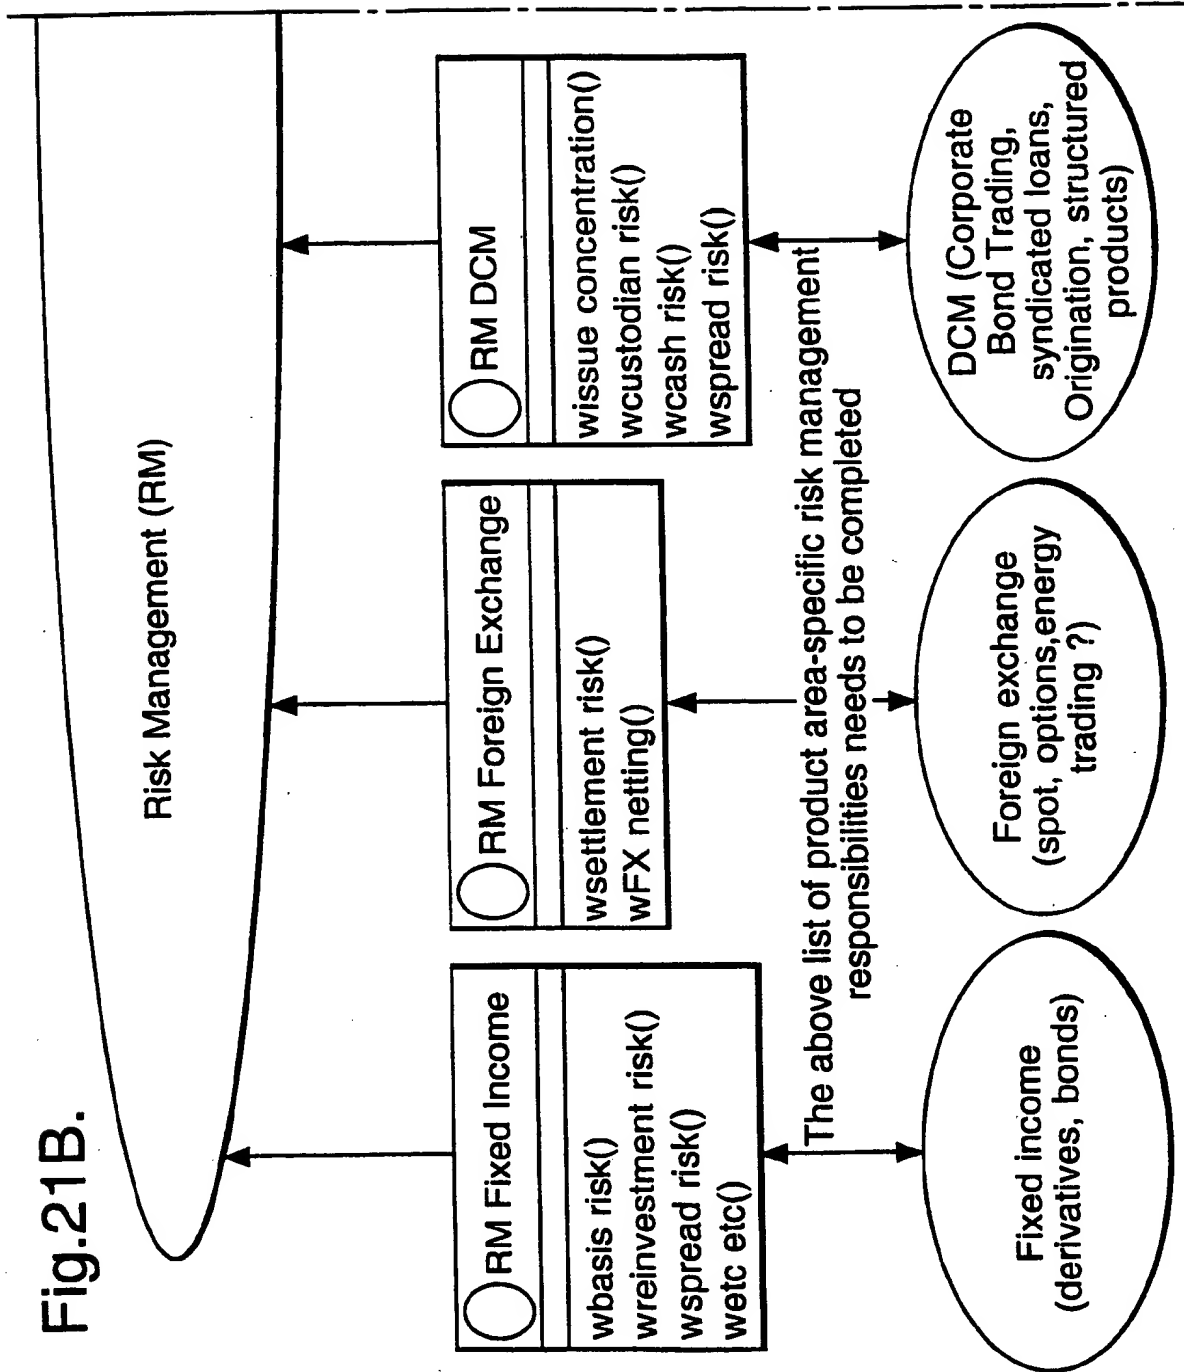 Fig.21B.
Risk Management (RM)
RM Fixed Income
wbasis risk()
wreinvestment risk()
wspread risk()
wetc etc()
RM Foreign Exchange
wsettlement risk()
wFX netting()
RM DCM
wissue concentration()
wcustodian risk()
wcash risk()
wspread risk()
The above list of product area-specific risk management
responsibilities needs to be completed
Fixed income
(derivatives, bonds)
Foreign exchange
(spot, options,energy
trading ?)
DCM (Corporate
Bond Trading,
syndicated loans,
Origination, structured
products)